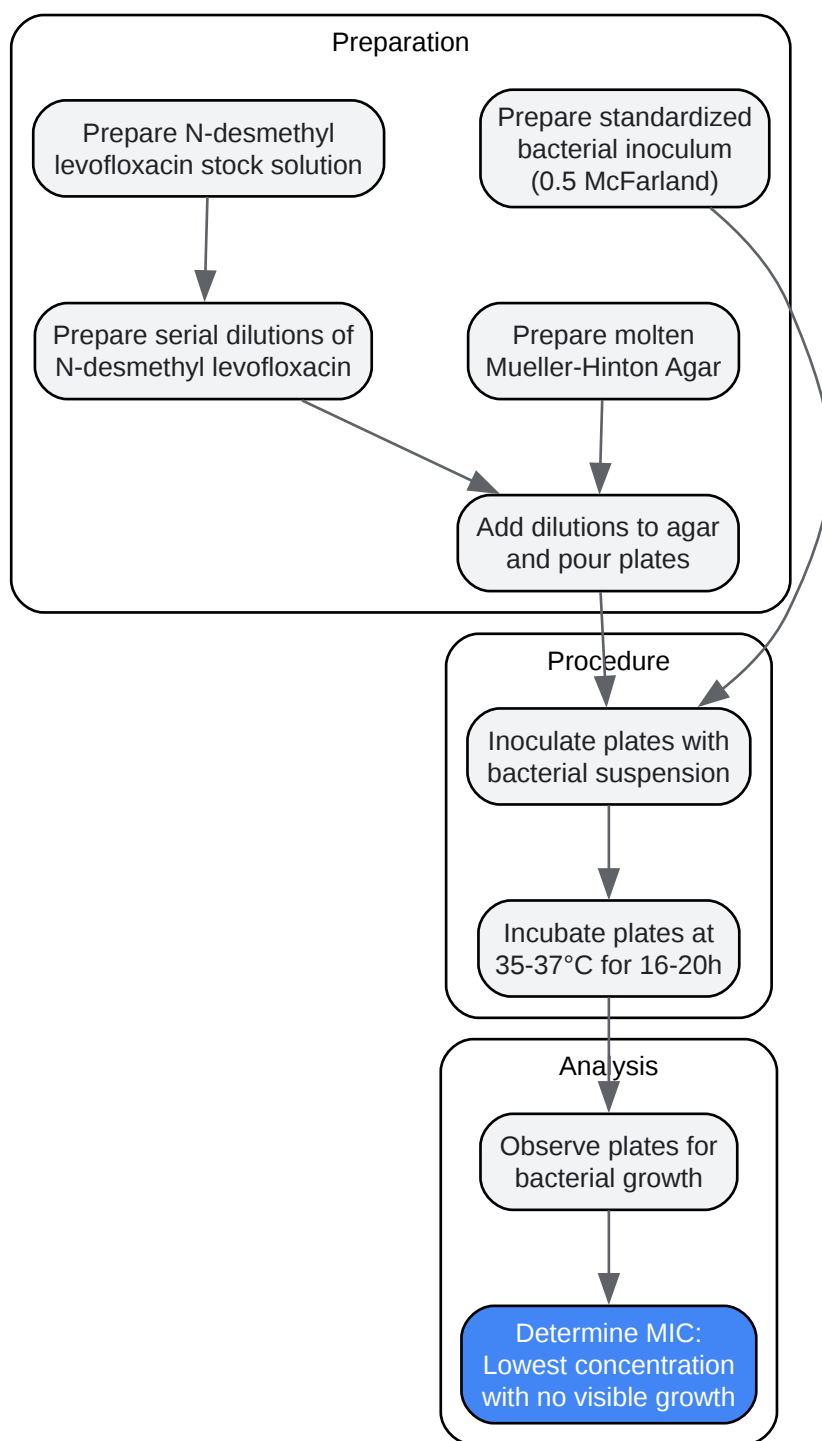 Preparation
Prepare N-desmethyl
levofloxacin stock solution
Prepare standardized
bacterial inoculum
(0.5 McFarland)
Prepare serial dilutions of
N-desmethyl levofloxacin
Prepare molten
Mueller-Hinton Agar
Add dilutions to agar
and pour plates
Procedure
Inoculate plates with
bacterial suspension
Incubate plates at
35-37°C for 16-20h
Analysis
Observe plates for
bacterial growth
Determine MIC:
Lowest concentration
with no visible growth